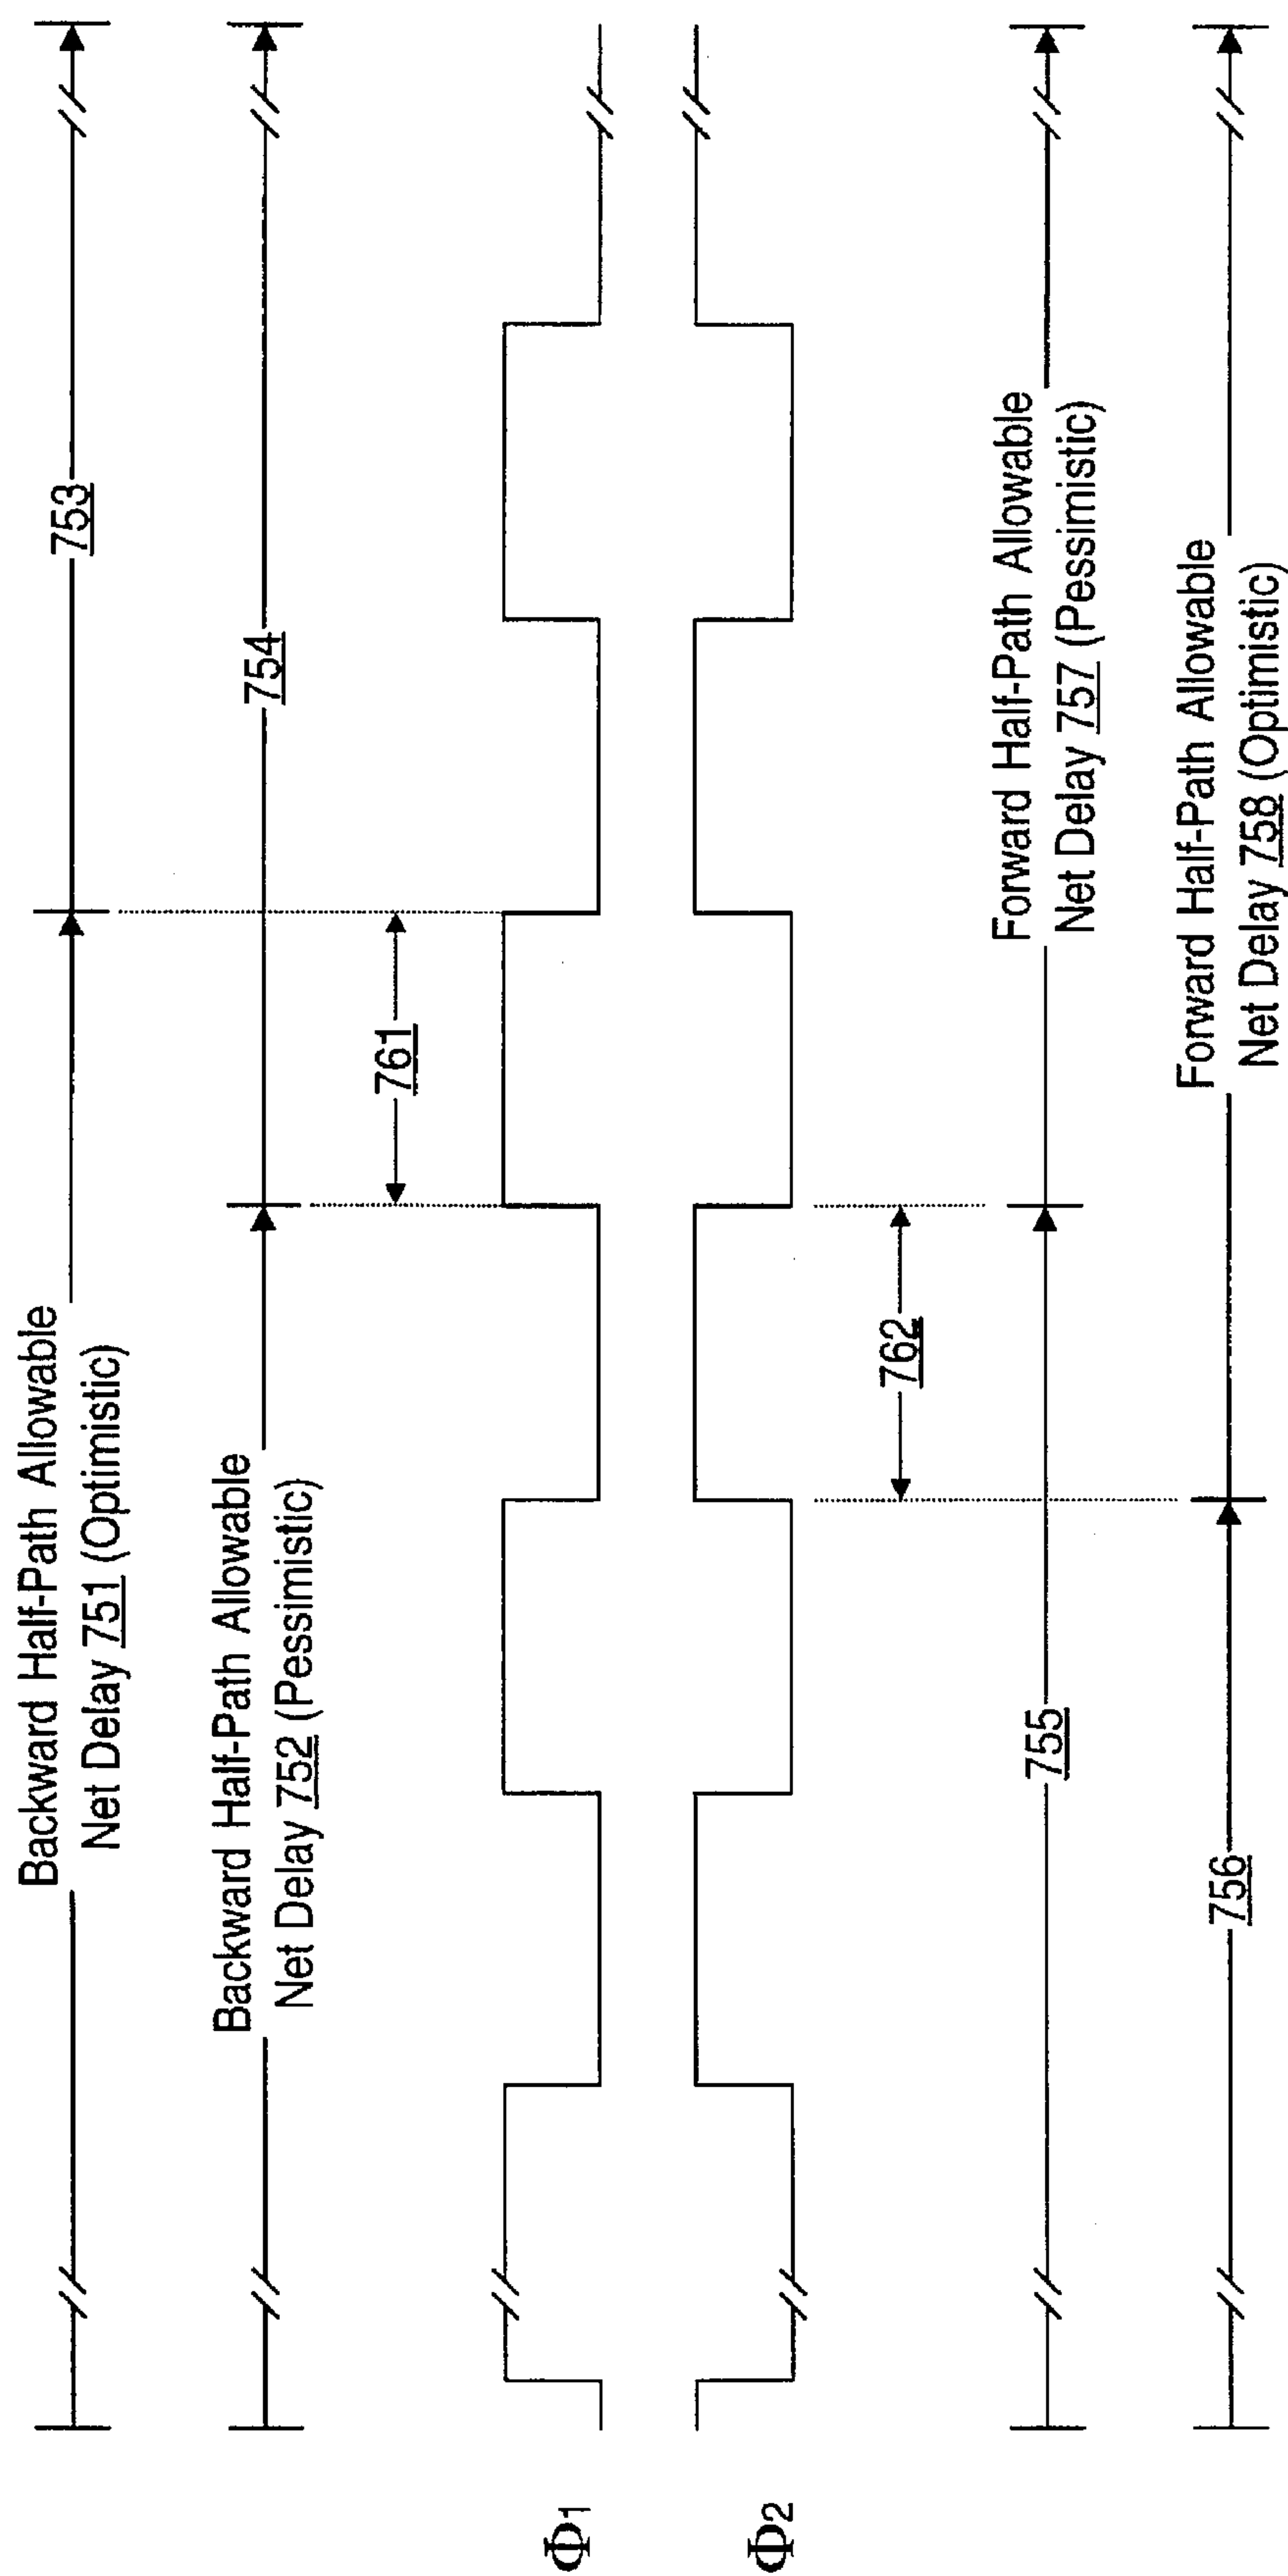 Backward Half-Path Allowable
Net Delay 751 (Optimistic)
753
Backward Half-Path Allowable
Net Delay 752 (Pessimistic)
754
761
Φ1
Φ2
762
755
Forward Half-Path Allowable
Net Delay 757 (Pessimistic)
756
Forward Half-Path Allowable
Net Delay 758 (Optimistic)